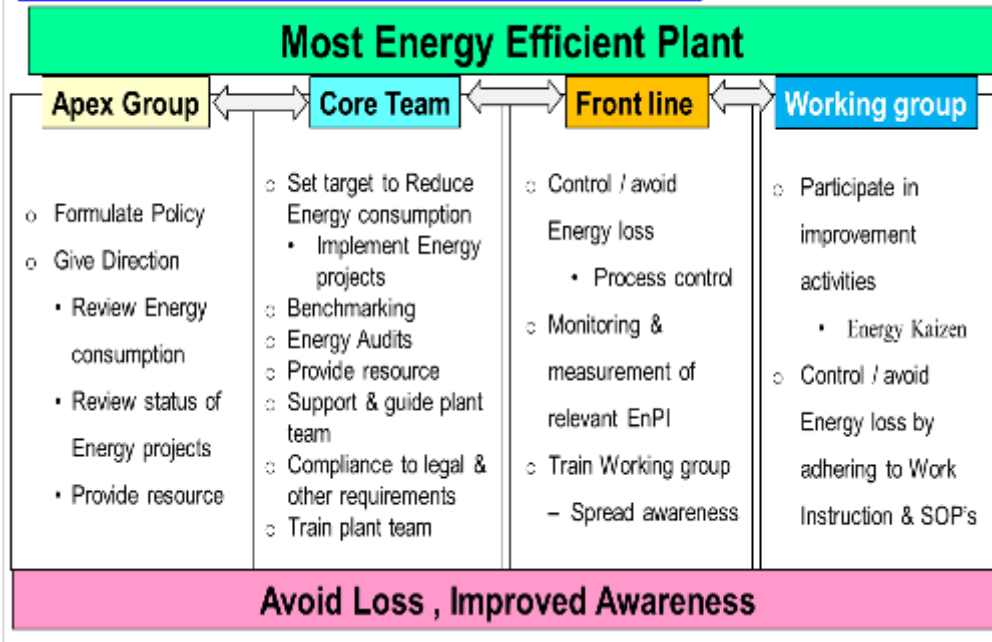 Most Energy Efficient Plant
Apex Group
○ Formulate Policy
○ Give Direction
• Review Energy
consumption
• Review status of
Energy projects
• Provide resource
Core Team
○ Set target to Reduce
Energy consumption
• Implement Energy
projects
○ Benchmarking
○ Energy Audits
○ Provide resource
○ Support & guide plant
team
○ Compliance to legal &
other requirements
○ Train plant team
Front line
○ Control / avoid
Energy loss
• Process control
○ Monitoring &
measurement of
relevant EnPI
○ Train Working group
– Spread awareness
Working group
○ Participate in
improvement
activities
• Energy Kaizen
○ Control / avoid
Energy loss by
adhering to Work
Instruction & SOP's
Avoid Loss , Improved Awareness